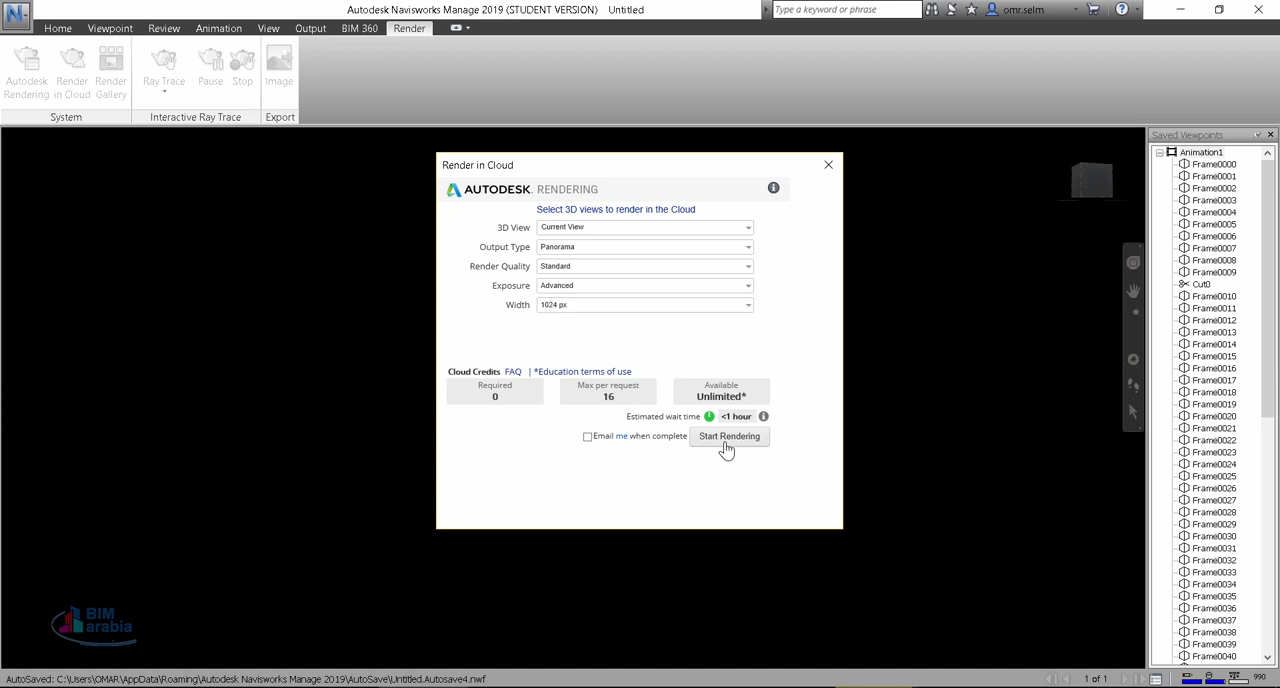 Autodesk Navisworks Manage 2019 (STUDENT VERSION) Untitled
Type a keyword or phrase
omr.selm
Home Viewpoint Review Animation View Output BIM 360 Render
Autodesk Rendering
Render in Cloud
Render Gallery
Ray Trace
Pause
Stop
Image
System
Interactive Ray Trace
Export
Render in Cloud
AUTODESK. RENDERING
Select 3D views to render in the Cloud
3D View Current View
Output Type Panorama
Render Quality Standard
Exposure Advanced
Width 1024 px
Cloud Credits FAQ | *Education terms of use
Required
0
Max per request
16
Available
Unlimited*
Estimated wait time <1 hour
Email me when complete
Start Rendering
Saved Viewpoints
Animation1
Frame0000
Frame0001
Frame0002
Frame0003
Frame0004
Frame0005
Frame0006
Frame0007
Frame0008
Frame0009
Cut0
Frame0010
Frame0011
Frame0012
Frame0013
Frame0014
Frame0015
Frame0016
Frame0017
Frame0018
Frame0019
Frame0020
Frame0021
Frame0022
Frame0023
Frame0024
Frame0025
Frame0026
Frame0027
Frame0028
Frame0029
Frame0030
Frame0031
Frame0032
Frame0033
Frame0034
Frame0035
Frame0036
Frame0037
Frame0038
Frame0039
Frame0040
BIM
arabia
AutoSaved: C:\Users\OMAR\AppData\Roaming\Autodesk Navisworks Manage 2019\AutoSave\Untitled.Autosave4.nwf
1 of 1
990